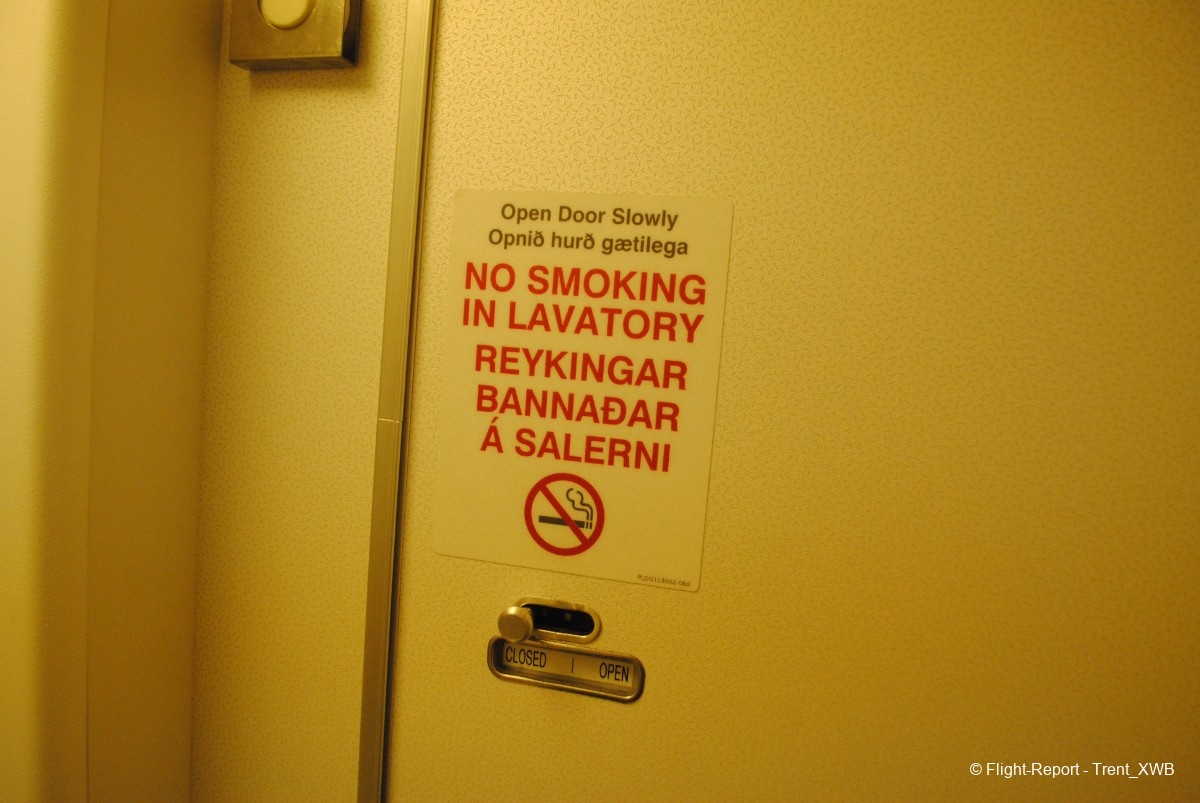 Open Door Slowly
Opnið hurð gætilega
NO SMOKING
IN LAVATORY
REYKINGAR
BANNAÐAR
Á SALERNI
CLOSED | OPEN
© Flight-Report - Trent_XWB